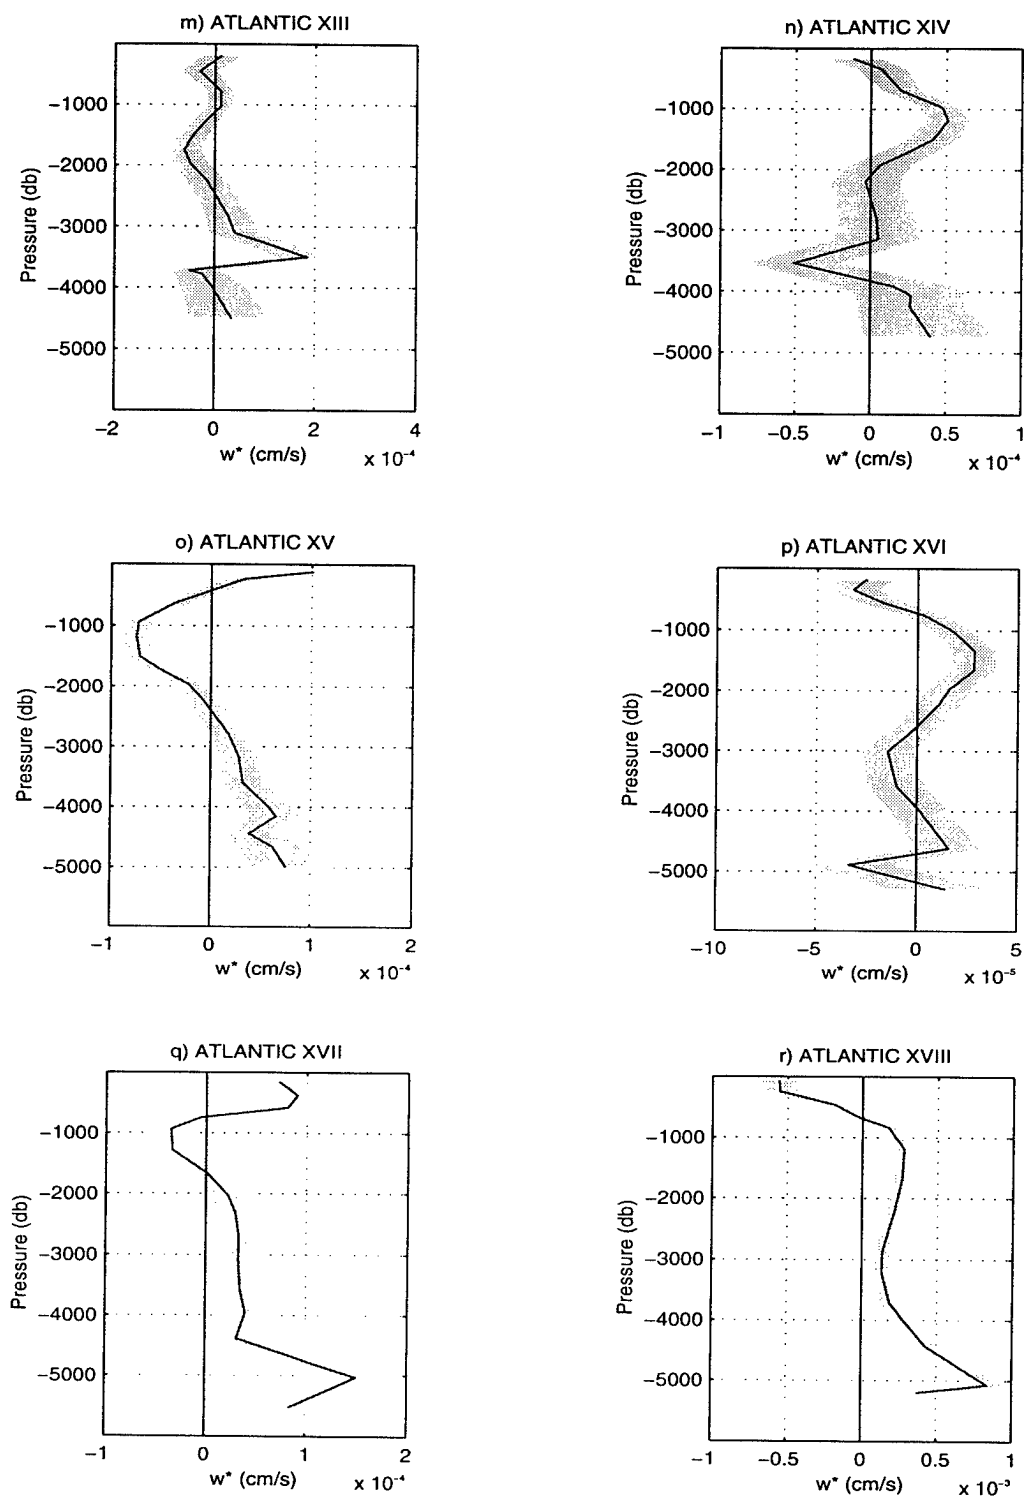 m) ATLANTIC XIII
−1000
−2000
−3000
−4000
−5000
Pressure (db)
−2 0 2 4
w* (cm/s)
x 10⁻⁴
n) ATLANTIC XIV
−1000
−2000
−3000
−4000
−5000
Pressure (db)
−1 −0.5 0 0.5 1
w* (cm/s)
x 10⁻⁴
o) ATLANTIC XV
−1000
−2000
−3000
−4000
−5000
Pressure (db)
−1 0 1 2
w* (cm/s)
x 10⁻⁴
p) ATLANTIC XVI
−1000
−2000
−3000
−4000
−5000
Pressure (db)
−10 −5 0 5
w* (cm/s)
x 10⁻⁵
q) ATLANTIC XVII
−1000
−2000
−3000
−4000
−5000
Pressure (db)
−1 0 1 2
w* (cm/s)
x 10⁻⁴
r) ATLANTIC XVIII
−1000
−2000
−3000
−4000
−5000
Pressure (db)
−1 −0.5 0 0.5 1
w* (cm/s)
x 10⁻³